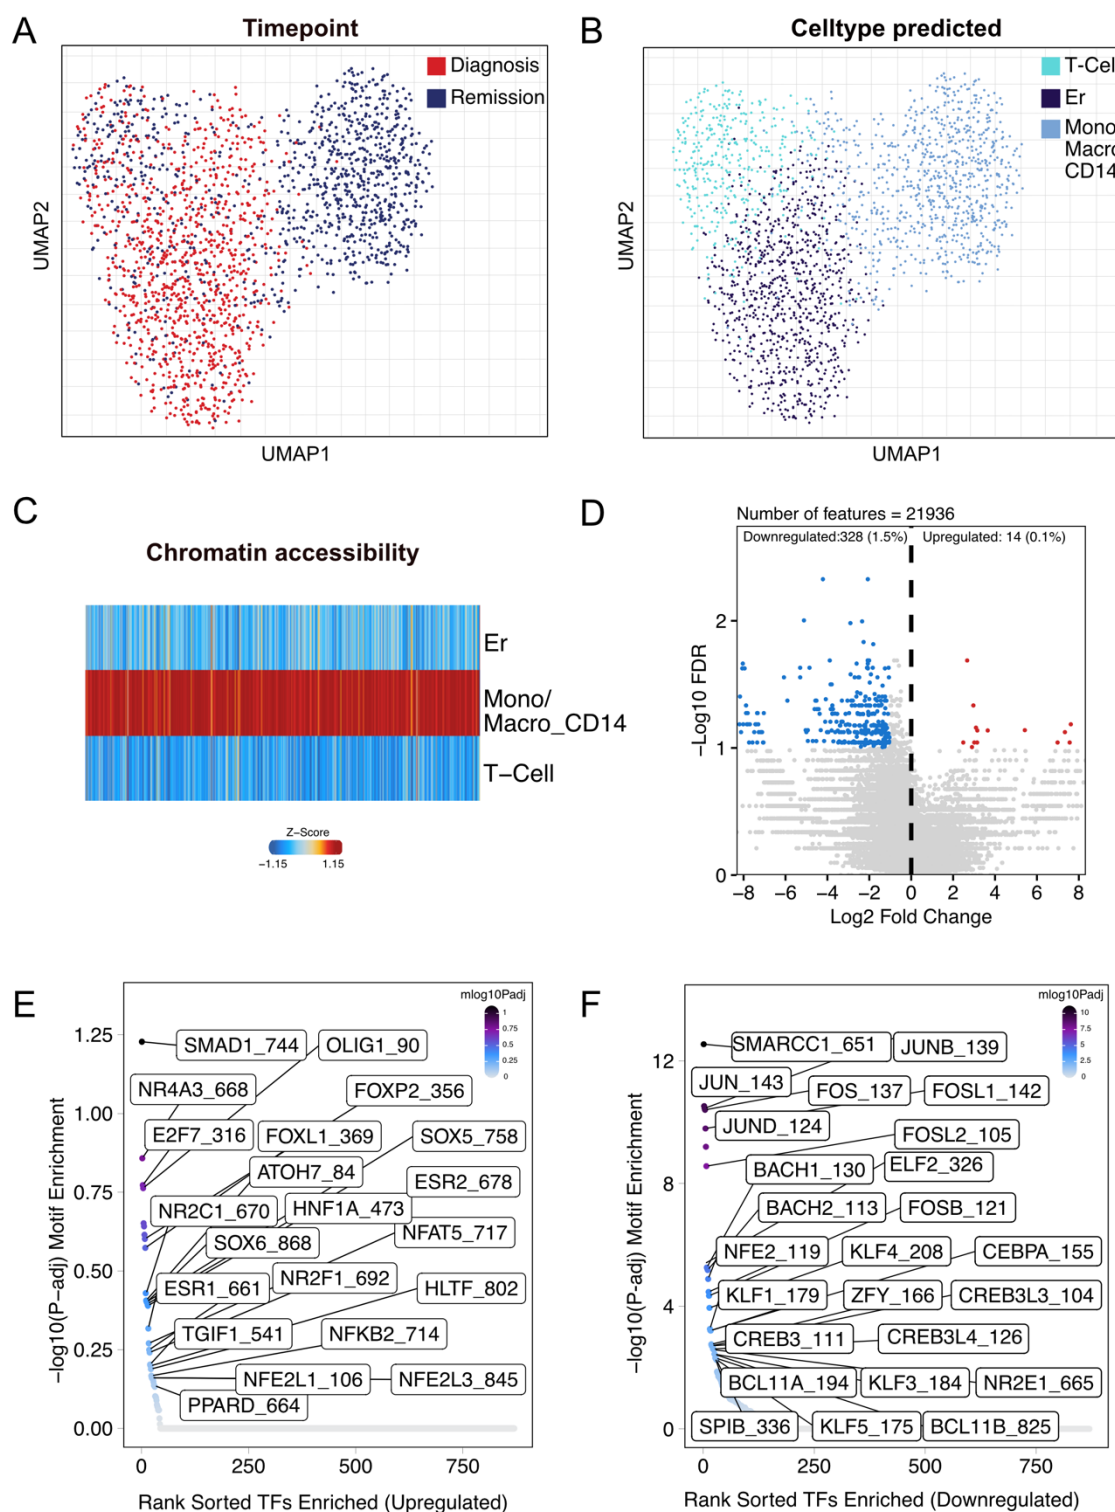 A
Timepoint
Diagnosis
Remission
UMAP2
UMAP1
B
Celltype predicted
T-Cel
Er
Mono
Macro
CD14
UMAP2
UMAP1
C
Chromatin accessibility
Er
Mono/
Macro_CD14
T-Cell
Z-Score
-1.15 1.15
D
Number of features = 21936
Downregulated:328 (1.5%) Upregulated: 14 (0.1%)
-Log10 FDR
2
1
0
-8 -6 -4 -2 0 2 4 6 8
Log2 Fold Change
E
mlog10Padj
1
0.75
0.5
0.25
0
-log10(P-adj) Motif Enrichment
1.25
1.00
0.75
0.50
0.25
0.00
SMAD1_744 OLIG1_90
NR4A3_668 FOXP2_356
E2F7_316 FOXL1_369 SOX5_758
ATOH7_84 ESR2_678
NR2C1_670 HNF1A_473
SOX6_868 NFAT5_717
ESR1_661 NR2F1_692 HLTF_802
TGIF1_541 NFKB2_714
NFE2L1_106 NFE2L3_845
PPARD_664
0 250 500 750
Rank Sorted TFs Enriched (Upregulated)
F
mlog10Padj
10
8
6
4
2
0
-log10(P-adj) Motif Enrichment
12
8
4
0
SMARCC1_651 JUNB_139
JUN_143 FOS_137 FOSL1_142
JUND_124 FOSL2_105
BACH1_130 ELF2_326
BACH2_113 FOSB_121
NFE2_119 KLF4_208 CEBPA_155
KLF1_179 ZFY_166 CREB3L3_104
CREB3_111 CREB3L4_126
BCL11A_194 KLF3_184 NR2E1_665
SPIB_336 KLF5_175 BCL11B_825
0 250 500 750
Rank Sorted TFs Enriched (Downregulated)